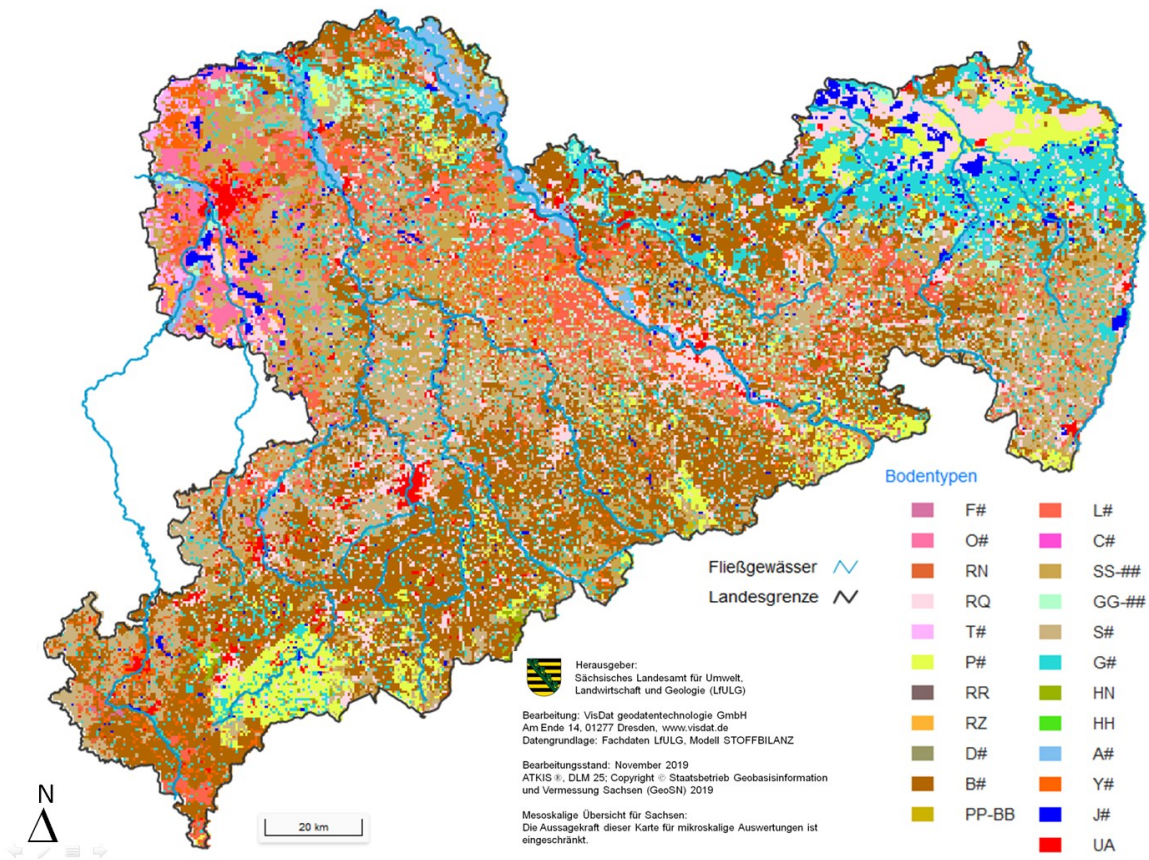 Bodentypen
F#
O#
RN
RQ
T#
P#
RR
RZ
D#
B#
PP-BB
L#
C#
SS-##
GG-##
S#
G#
HN
HH
A#
Y#
J#
UA
Fließgewässer
Landesgrenze
Herausgeber:
Sächsisches Landesamt für Umwelt,
Landwirtschaft und Geologie (LfULG)
Bearbeitung: VisDat geodatentechnologie GmbH
Am Ende 14, 01277 Dresden, www.visdat.de
Datengrundlage: Fachdaten LfULG, Modell STOFFBILANZ
Bearbeitungsstand: November 2019
ATKIS ®, DLM 25; Copyright © Staatsbetrieb Geobasisinformation
und Vermessung Sachsen (GeoSN) 2019
Mesoskalige Übersicht für Sachsen:
Die Aussagekraft dieser Karte für mikroskalige Auswertungen ist
eingeschränkt.
N
20 km